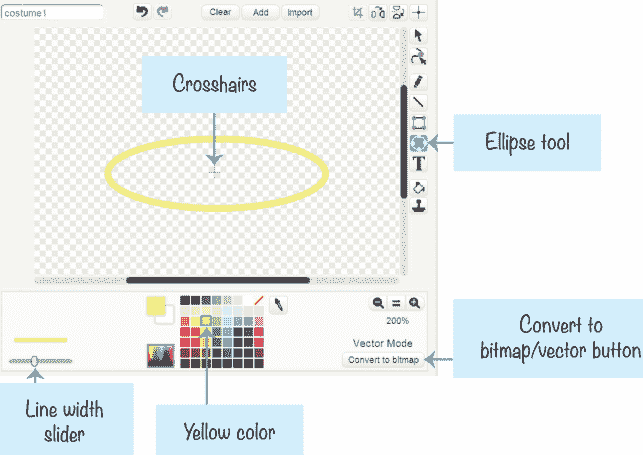 costume1
Clear
Add
Import
Crosshairs
Ellipse tool
T
200%
Vector Mode
Convert to bitmap
Convert to
bitmap/vector button
Line width
slider
Yellow color